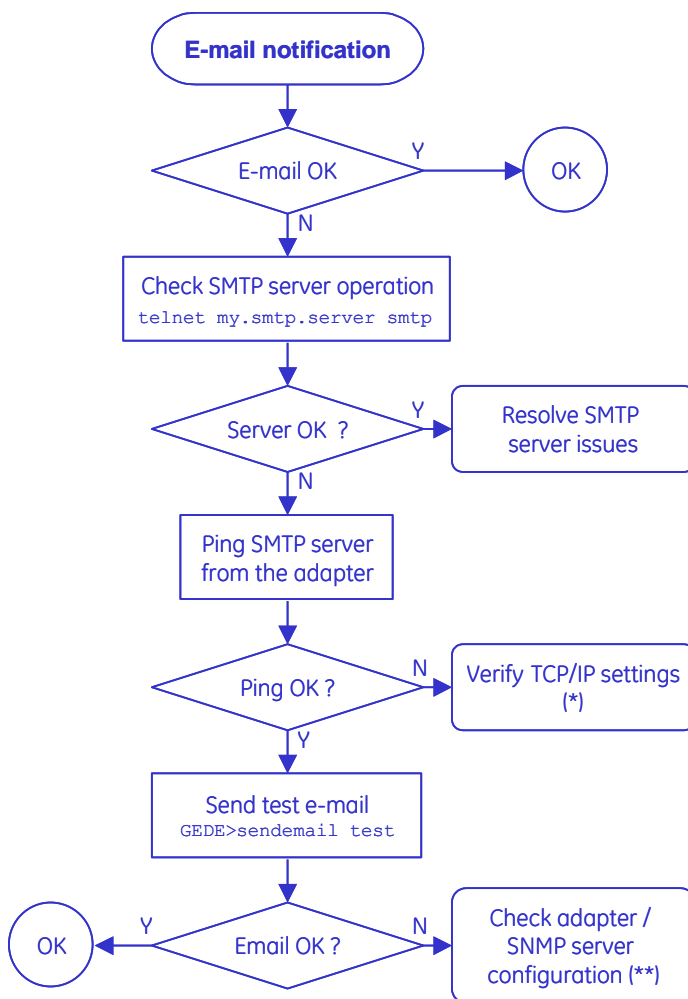 E-mail notification
E-mail OK
Y
OK
N
Check SMTP server operation
telnet my.smtp.server smtp
Server OK ?
Y
Resolve SMTP
server issues
N
Ping SMTP server
from the adapter
Ping OK ?
N
Verify TCP/IP settings
(*)
Y
Send test e-mail
GEDE>sendemail test
OK
Y
Email OK ?
N
Check adapter /
SNMP server
configuration (**)